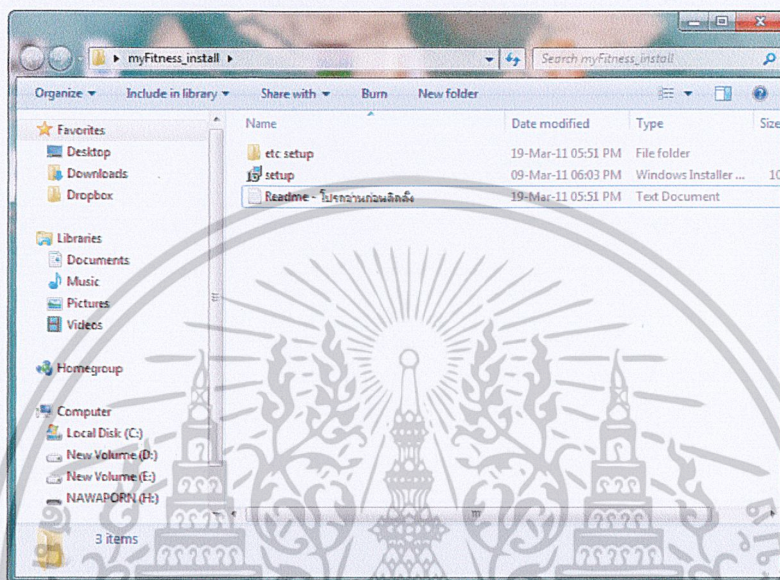 myFitness_install
Search myFitness_install
Organize Include in library Share with Burn New folder
Name Date modified Type Size
etc setup 19-Mar-11 05:51 PM File folder
setup 09-Mar-11 06:03 PM Windows Installer ... 10
Readme - โปรดอ่านก่อนติดตั้ง 19-Mar-11 05:51 PM Text Document
Favorites
Desktop
Downloads
Dropbox
Libraries
Documents
Music
Pictures
Videos
Homegroup
Computer
Local Disk (C:)
New Volume (D:)
New Volume (E:)
NAWAPORN (H:)
3 items